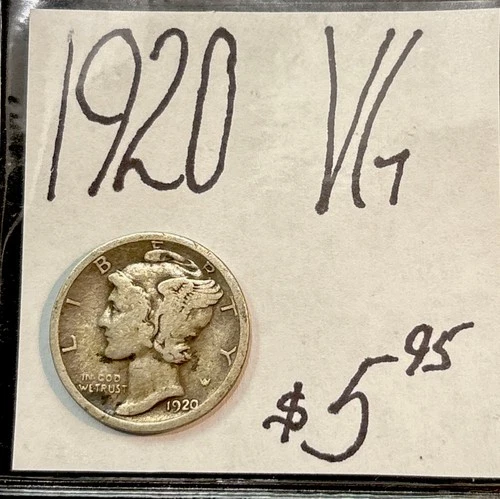 1920 VG
LIBERTY
IN GOD
WE TRUST
1920
$5.95